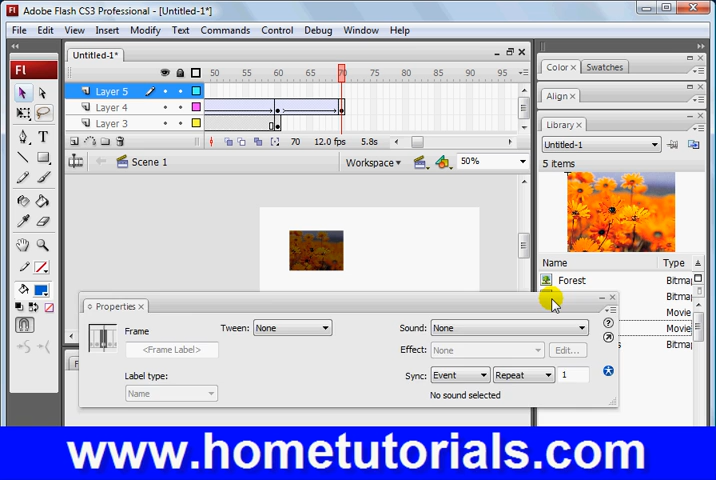 Adobe Flash CS3 Professional - [Untitled-1*]
File Edit View Insert Modify Text Commands Control Debug Window Help
Untitled-1*
Fl
50 55 60 65 70 75 80 85 90 95
Layer 5
Layer 4
Layer 3
70 12.0 fps 5.8s
Scene 1 Workspace 50%
Color Swatches
Align
Library
Untitled-1
5 items
Name Type
Forest Bitma
Bitma
Movie
Movie
s Bitma
Properties
Frame Tween: None Sound: None
<Frame Label> Effect: None Edit...
Label type: Sync: Event Repeat 1
Name No sound selected
T
www.hometutorials.com